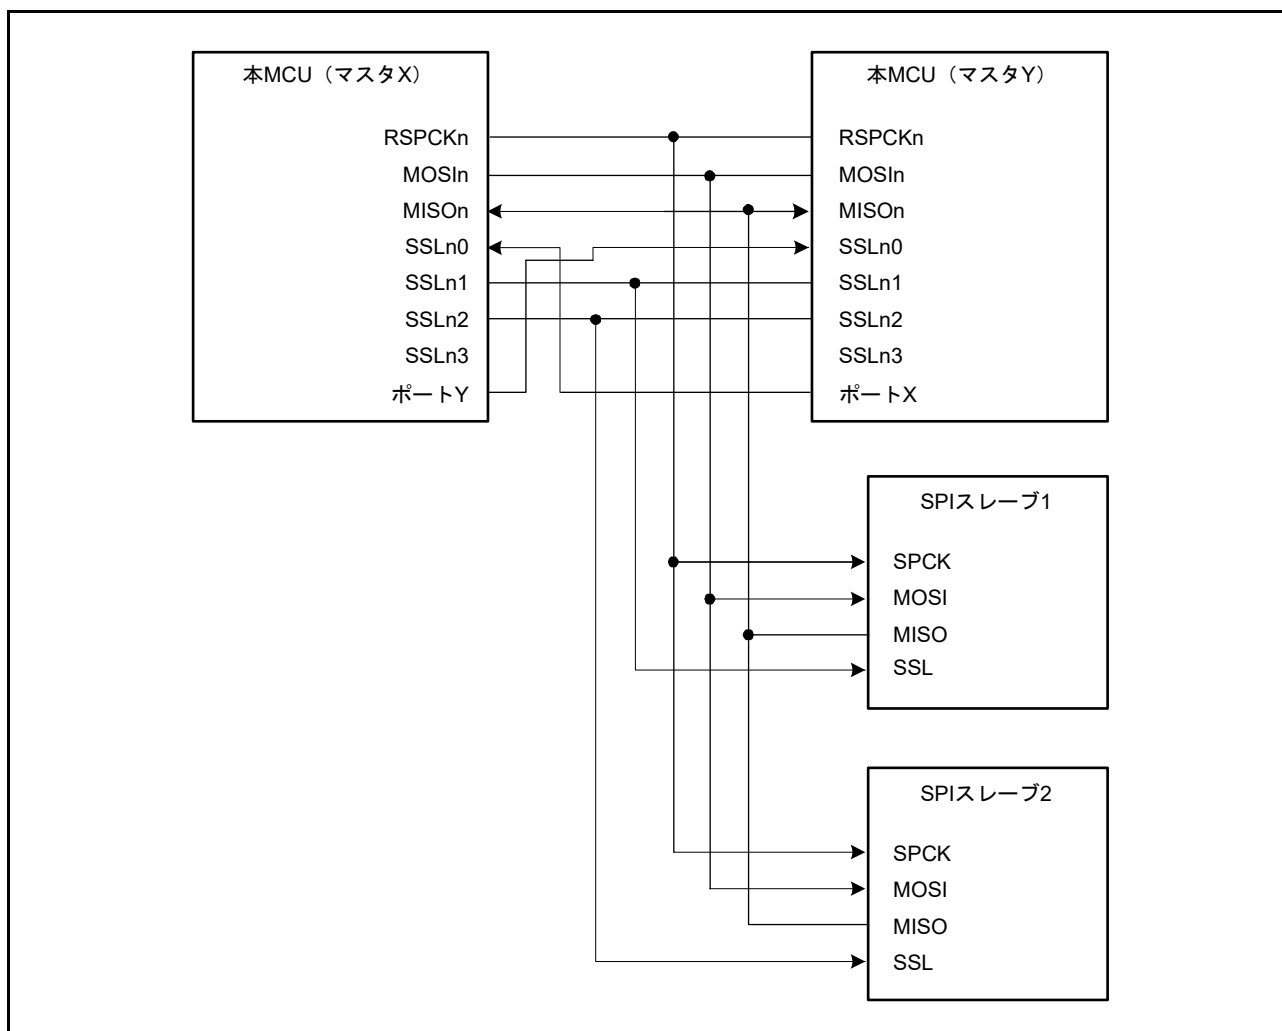 本MCU（マスタX）
RSPCKn
MOSIn
MISOn
SSLn0
SSLn1
SSLn2
SSLn3
ポートY
本MCU（マスタY）
RSPCKn
MOSIn
MISOn
SSLn0
SSLn1
SSLn2
SSLn3
ポートX
SPIスレーブ1
SPCK
MOSI
MISO
SSL
SPIスレーブ2
SPCK
MOSI
MISO
SSL